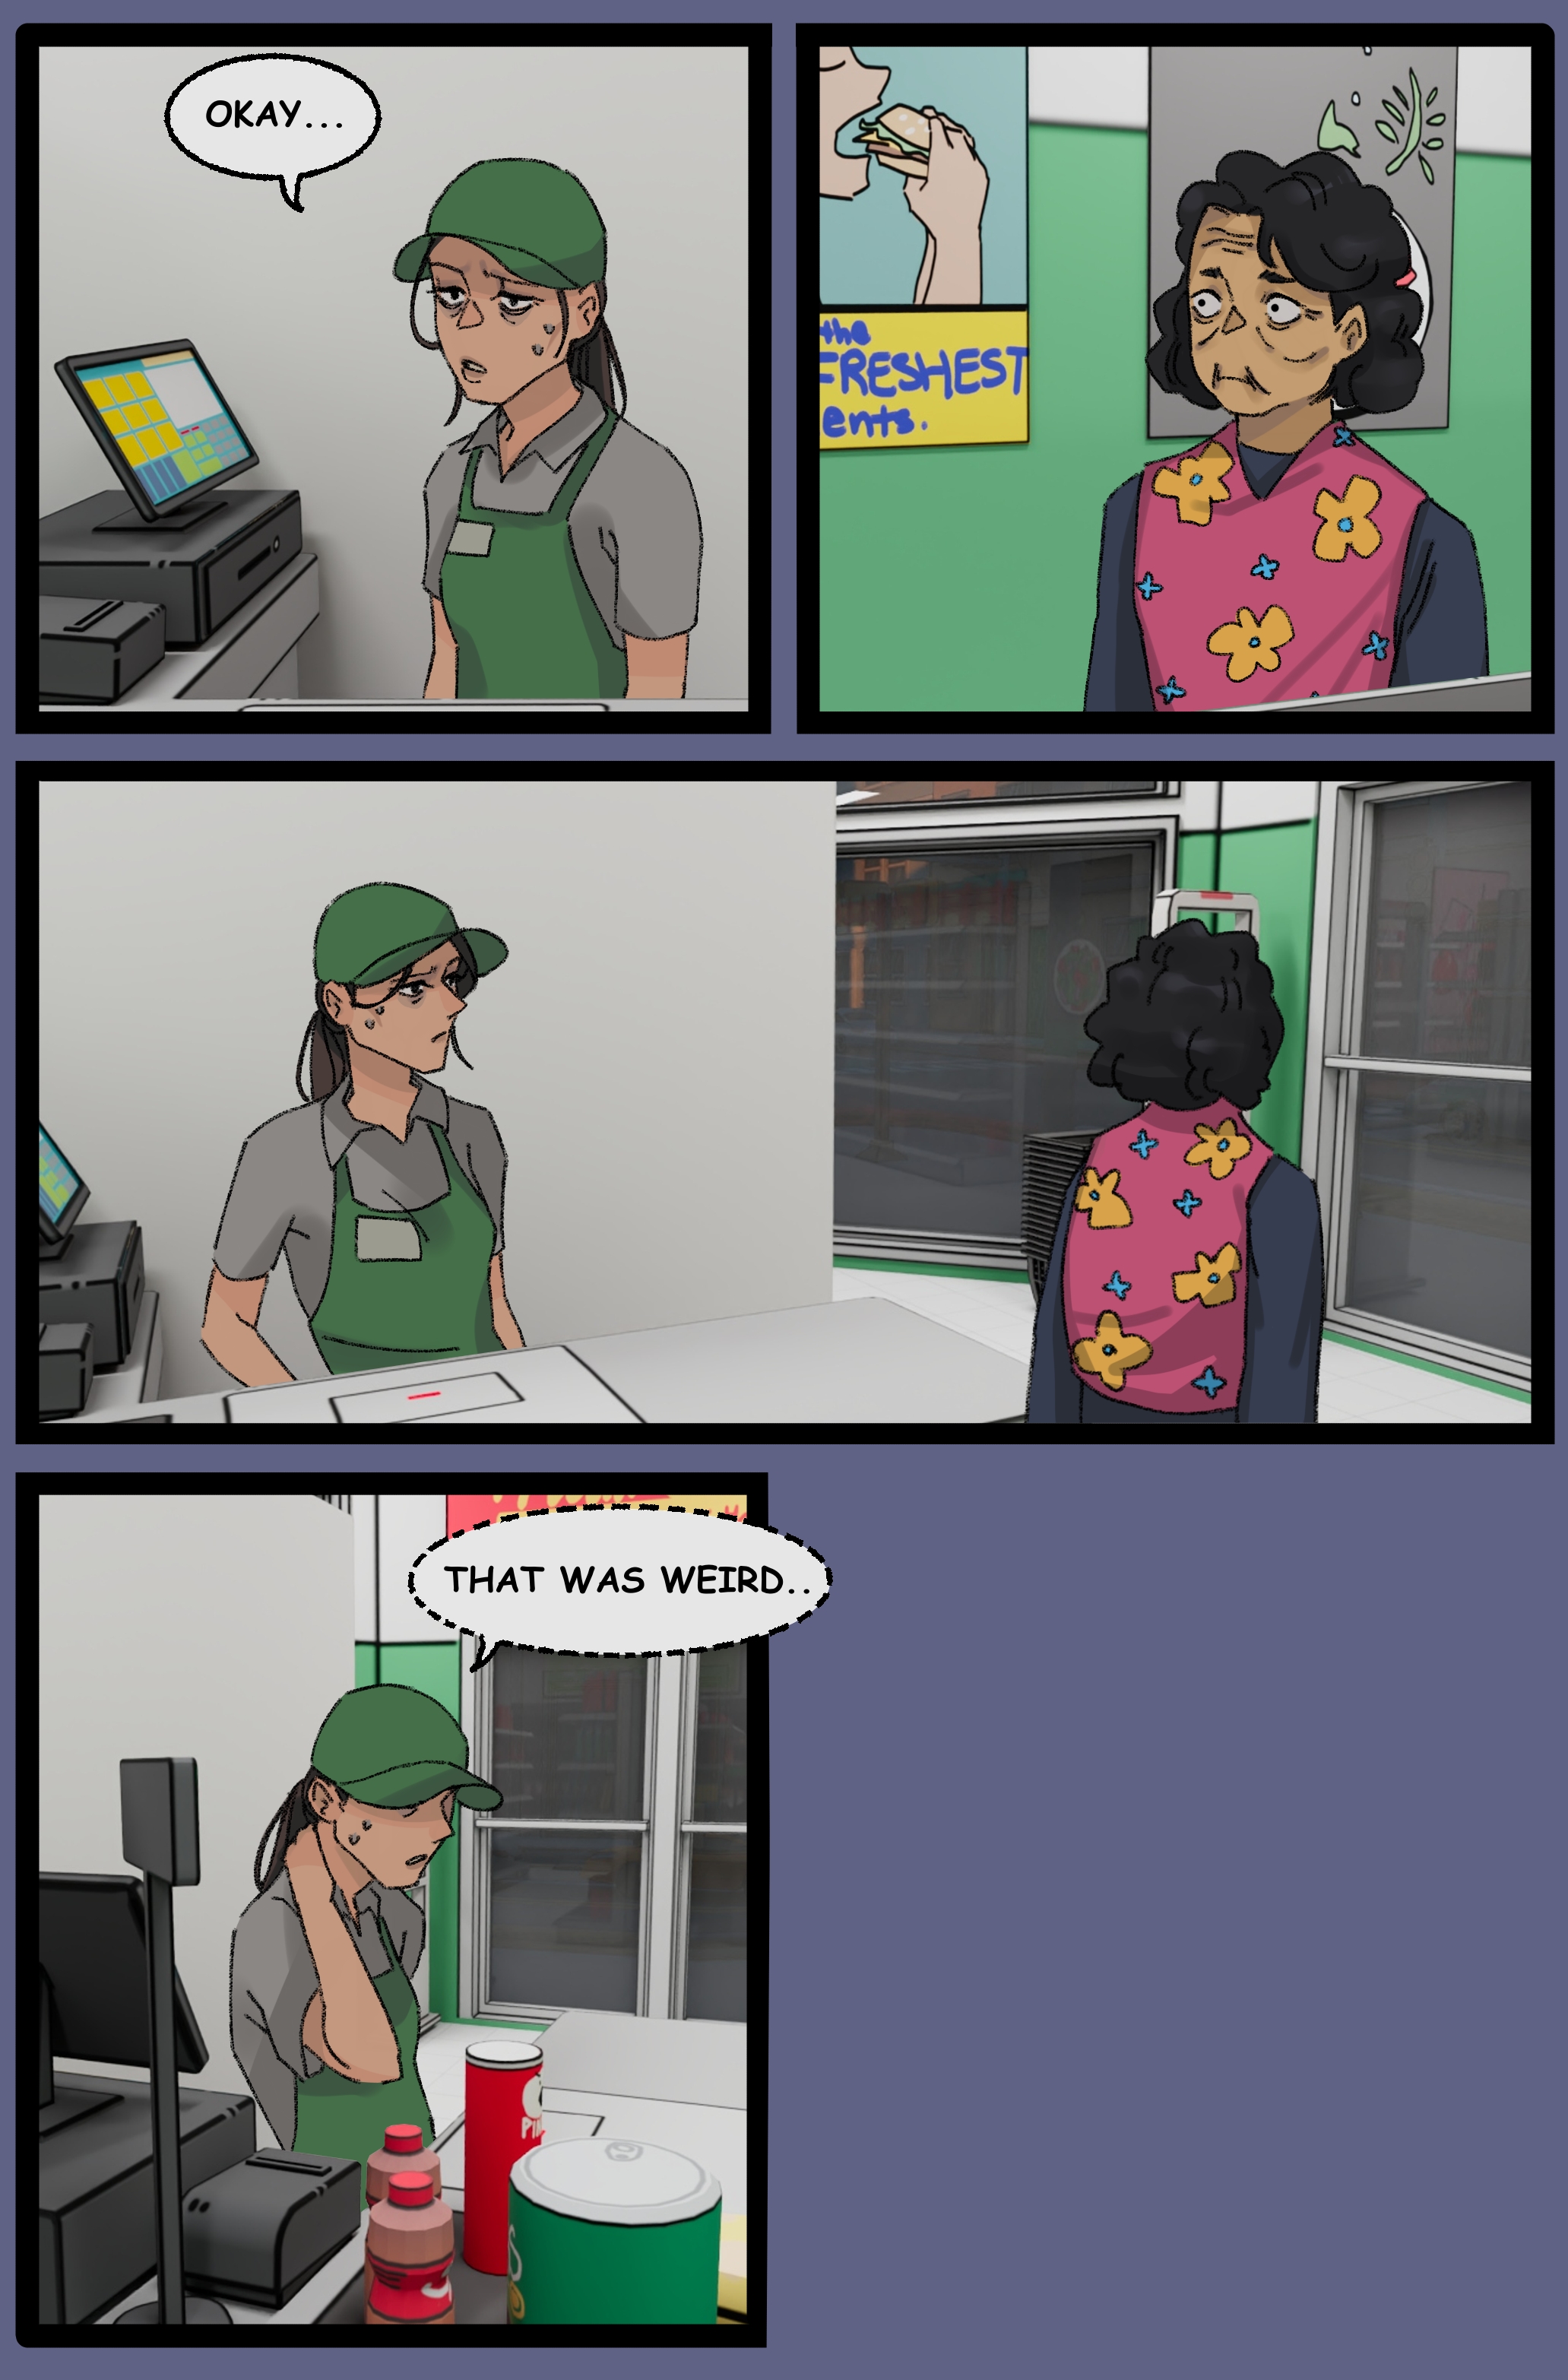 OKAY...
the
FRESHEST
ents.
THAT WAS WEIRD..